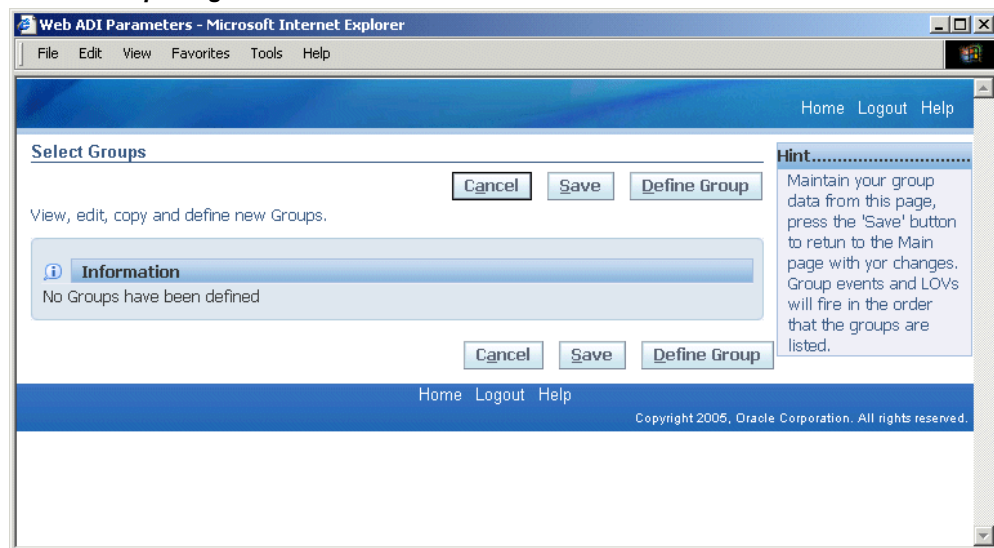 Web ADI Parameters - Microsoft Internet Explorer
File Edit View Favorites Tools Help
Home Logout Help
Select Groups
Cancel Save Define Group
View, edit, copy and define new Groups.
Information
No Groups have been defined
Cancel Save Define Group
Hint..............................
Maintain your group
data from this page,
press the 'Save' button
to retun to the Main
page with yor changes.
Group events and LOVs
will fire in the order
that the groups are
listed.
Home Logout Help
Copyright 2005, Oracle Corporation. All rights reserved.